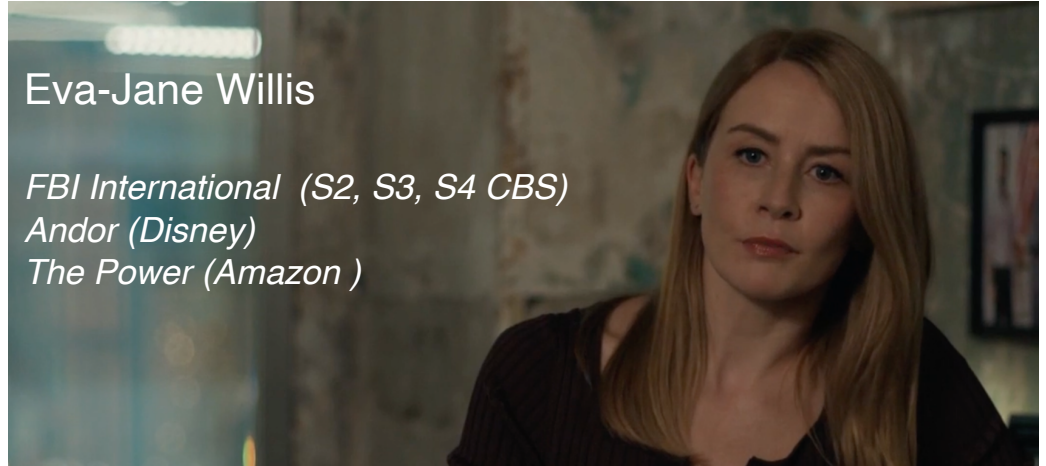 Eva-Jane Willis
FBI International  (S2, S3, S4 CBS)
Andor (Disney)
The Power (Amazon )